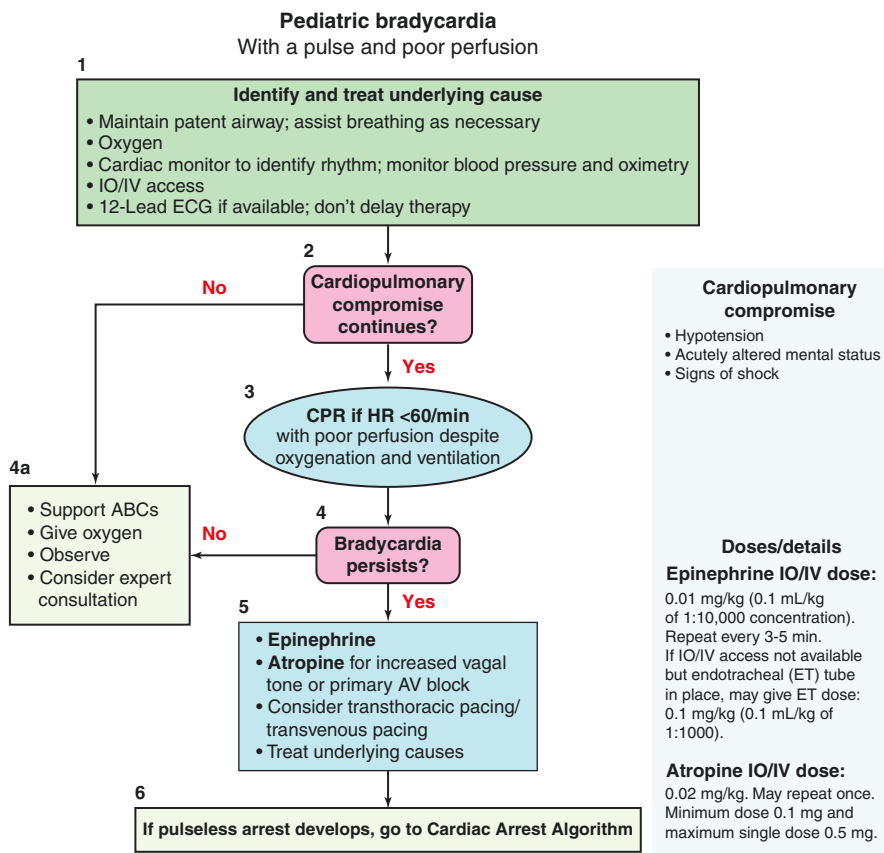 Pediatric bradycardia
With a pulse and poor perfusion
1
Identify and treat underlying cause
• Maintain patent airway; assist breathing as necessary
• Oxygen
• Cardiac monitor to identify rhythm; monitor blood pressure and oximetry
• IO/IV access
• 12-Lead ECG if available; don't delay therapy
2
Cardiopulmonary
compromise
continues?
No
Yes
3
CPR if HR <60/min
with poor perfusion despite
oxygenation and ventilation
4a
• Support ABCs
• Give oxygen
• Observe
• Consider expert
consultation
4
Bradycardia
persists?
No
Yes
5
• Epinephrine
• Atropine for increased vagal
tone or primary AV block
• Consider transthoracic pacing/
transvenous pacing
• Treat underlying causes
6
If pulseless arrest develops, go to Cardiac Arrest Algorithm
Cardiopulmonary
compromise
• Hypotension
• Acutely altered mental status
• Signs of shock
Doses/details
Epinephrine IO/IV dose:
0.01 mg/kg (0.1 mL/kg
of 1:10,000 concentration).
Repeat every 3-5 min.
If IO/IV access not available
but endotracheal (ET) tube
in place, may give ET dose:
0.1 mg/kg (0.1 mL/kg of
1:1000).
Atropine IO/IV dose:
0.02 mg/kg. May repeat once.
Minimum dose 0.1 mg and
maximum single dose 0.5 mg.